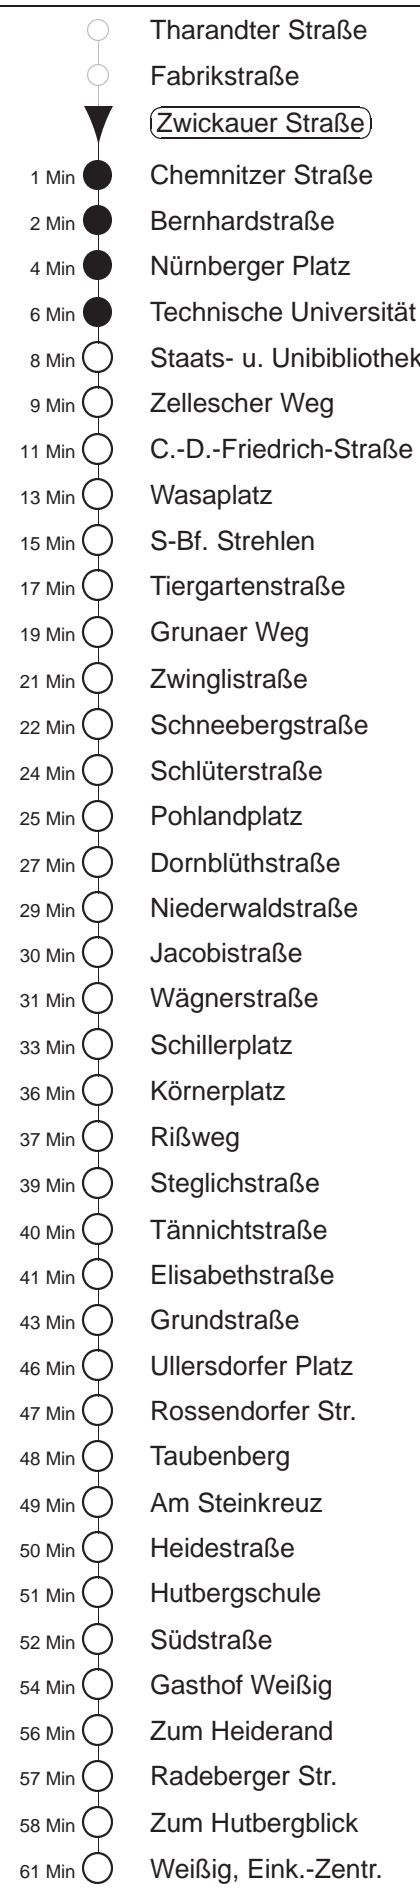 Tharandter Straße
Fabrikstraße
Zwickauer Straße
1 Min Chemnitzer Straße
2 Min Bernhardstraße
4 Min Nürnberger Platz
6 Min Technische Universität
8 Min Staats- u. Unibibliothek
9 Min Zellescher Weg
11 Min C.-D.-Friedrich-Straße
13 Min Wasaplatz
15 Min S-Bf. Strehlen
17 Min Tiergartenstraße
19 Min Grunaer Weg
21 Min Zwinglistraße
22 Min Schneebergstraße
24 Min Schlüterstraße
25 Min Pohlandplatz
27 Min Dornblüthstraße
29 Min Niederwaldstraße
30 Min Jacobistraße
31 Min Wägnerstraße
33 Min Schillerplatz
36 Min Körnerplatz
37 Min Rißweg
39 Min Steglichstraße
40 Min Tännichtstraße
41 Min Elisabethstraße
43 Min Grundstraße
46 Min Ullersdorfer Platz
47 Min Rossendorfer Str.
48 Min Taubenberg
49 Min Am Steinkreuz
50 Min Heidestraße
51 Min Hutbergschule
52 Min Südstraße
54 Min Gasthof Weißig
56 Min Zum Heiderand
57 Min Radeberger Str.
58 Min Zum Hutbergblick
61 Min Weißig, Eink.-Zentr.